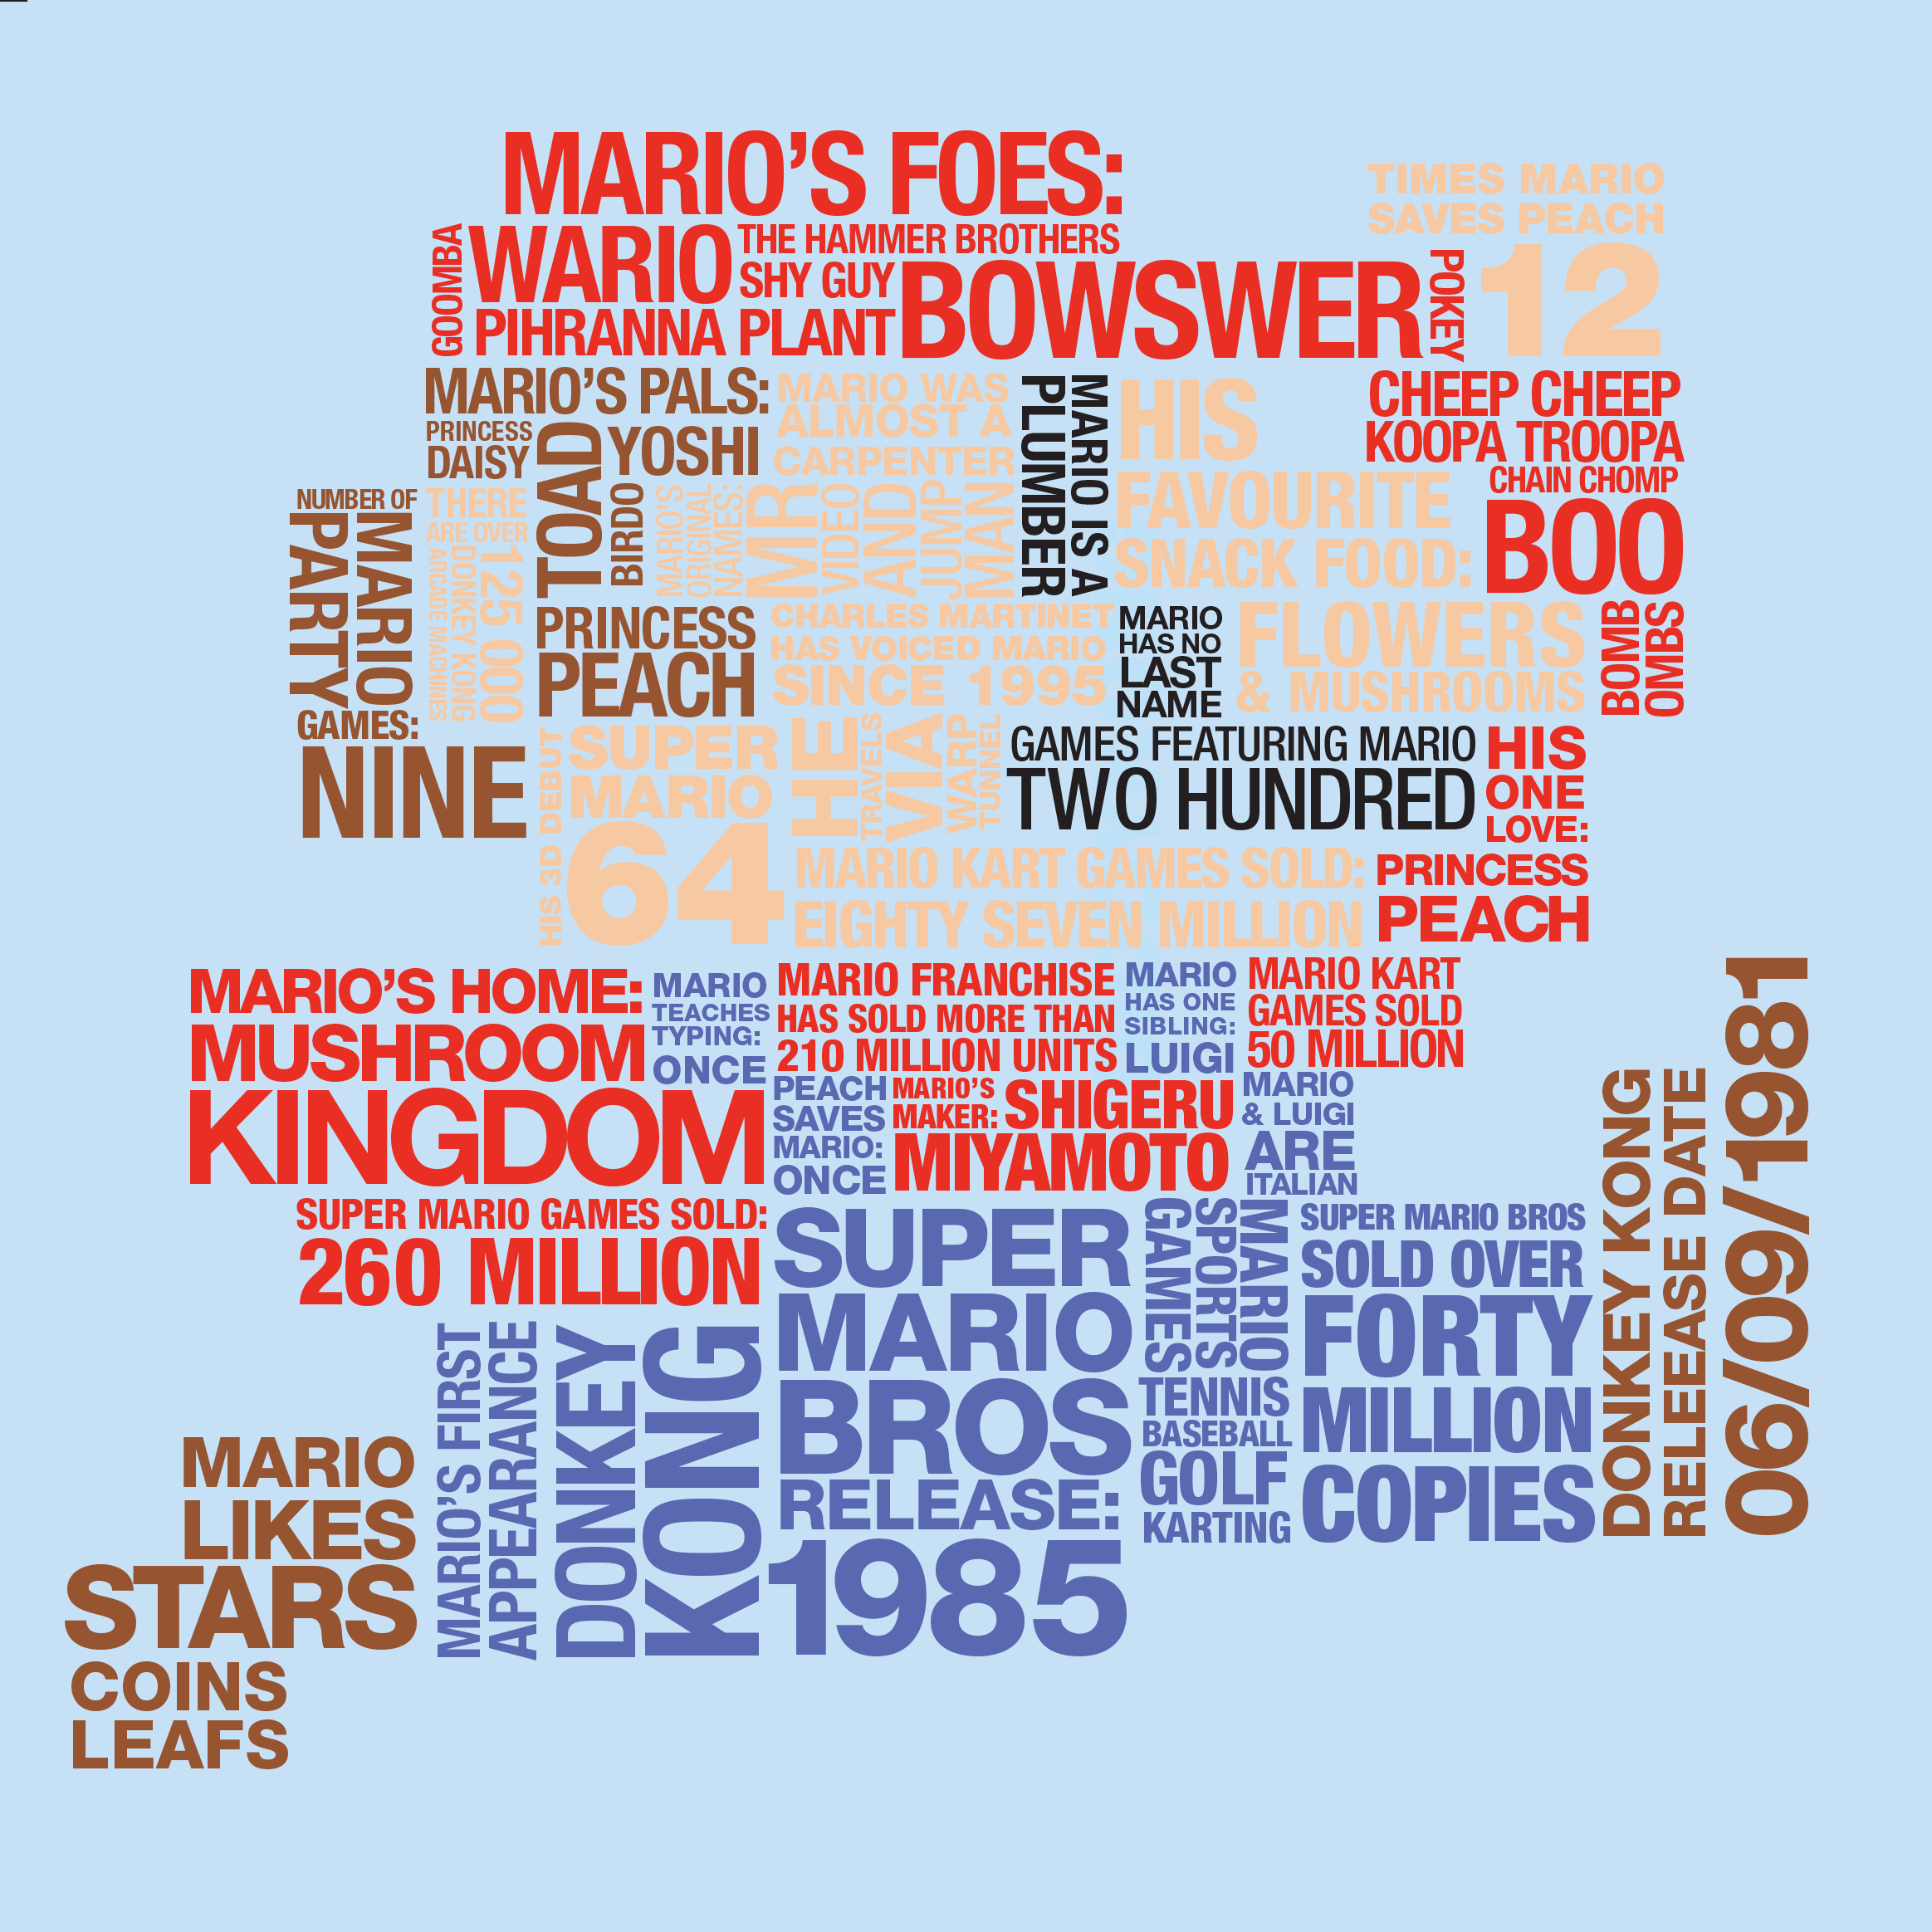 MARIO'S FOES:
GOOMBA
WARIO
THE HAMMER BROTHERS
SHY GUY
PIHRANNA PLANT
BOWSWER
POKEY
TIMES MARIO
SAVES PEACH
12
CHEEP CHEEP
KOOPA TROOPA
CHAIN CHOMP
BOO
BOMB
OMBS
MARIO'S PALS:
PRINCESS
DAISY
TOAD
YOSHI
BIRDO
PRINCESS
PEACH
MARIO WAS
ALMOST A
CARPENTER
MARIO'S
ORIGINAL
NAMES:
MR
VIDEO
AND
JUMP
MAN
MARIO IS A
PLUMBER
HIS
FAVOURITE
SNACK FOOD:
FLOWERS
& MUSHROOMS
NUMBER OF
MARIO
PARTY
GAMES:
NINE
THERE
ARE OVER
125 000
DONKEY KONG
ARCADE MACHINES
CHARLES MARTINET
HAS VOICED MARIO
SINCE 1995
MARIO
HAS NO
LAST
NAME
HIS 3D DEBUT
SUPER
MARIO
64
HE
TRAVELS
VIA
WARP
TUNNEL
GAMES FEATURING MARIO
TWO HUNDRED
HIS
ONE
LOVE:
PRINCESS
PEACH
MARIO KART GAMES SOLD:
EIGHTY SEVEN MILLION
MARIO'S HOME:
MUSHROOM
KINGDOM
MARIO
TEACHES
TYPING:
ONCE
MARIO FRANCHISE
HAS SOLD MORE THAN
210 MILLION UNITS
MARIO
HAS ONE
SIBLING:
LUIGI
MARIO KART
GAMES SOLD
50 MILLION
PEACH
SAVES
MARIO:
ONCE
MARIO'S
MAKER:
SHIGERU
MIYAMOTO
MARIO
& LUIGI
ARE
ITALIAN
SUPER MARIO GAMES SOLD:
260 MILLION
MARIO'S FIRST
APPEARANCE
DONKEY
KONG
SUPER
MARIO
BROS
RELEASE:
1985
MARIO
SPORTS
GAMES
TENNIS
BASEBALL
GOLF
KARTING
SUPER MARIO BROS
SOLD OVER
FORTY
MILLION
COPIES
DONKEY KONG
RELEASE DATE
06/09/1981
MARIO
LIKES
STARS
COINS
LEAFS